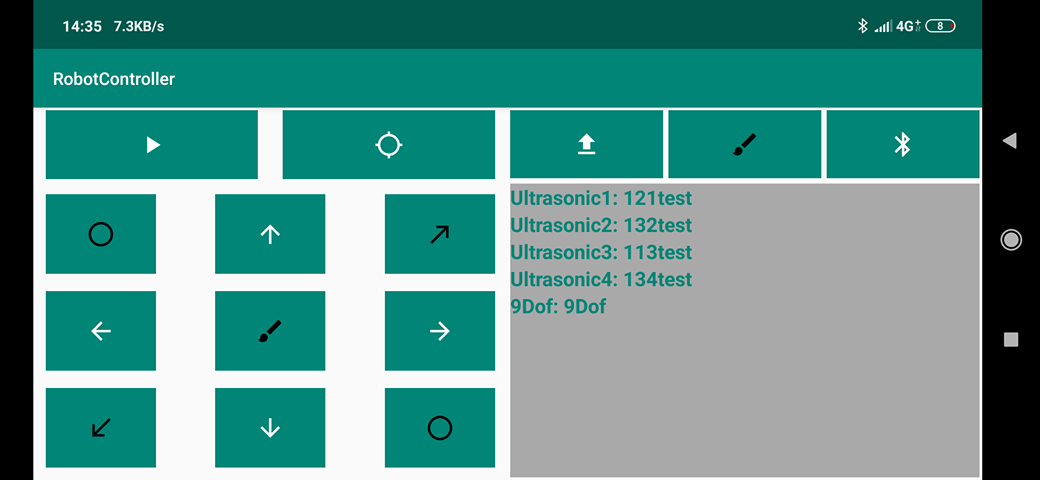 14:35 7.3KB/s 4G+ 8
RobotController
Ultrasonic1: 121test
Ultrasonic2: 132test
Ultrasonic3: 113test
Ultrasonic4: 134test
9Dof: 9Dof